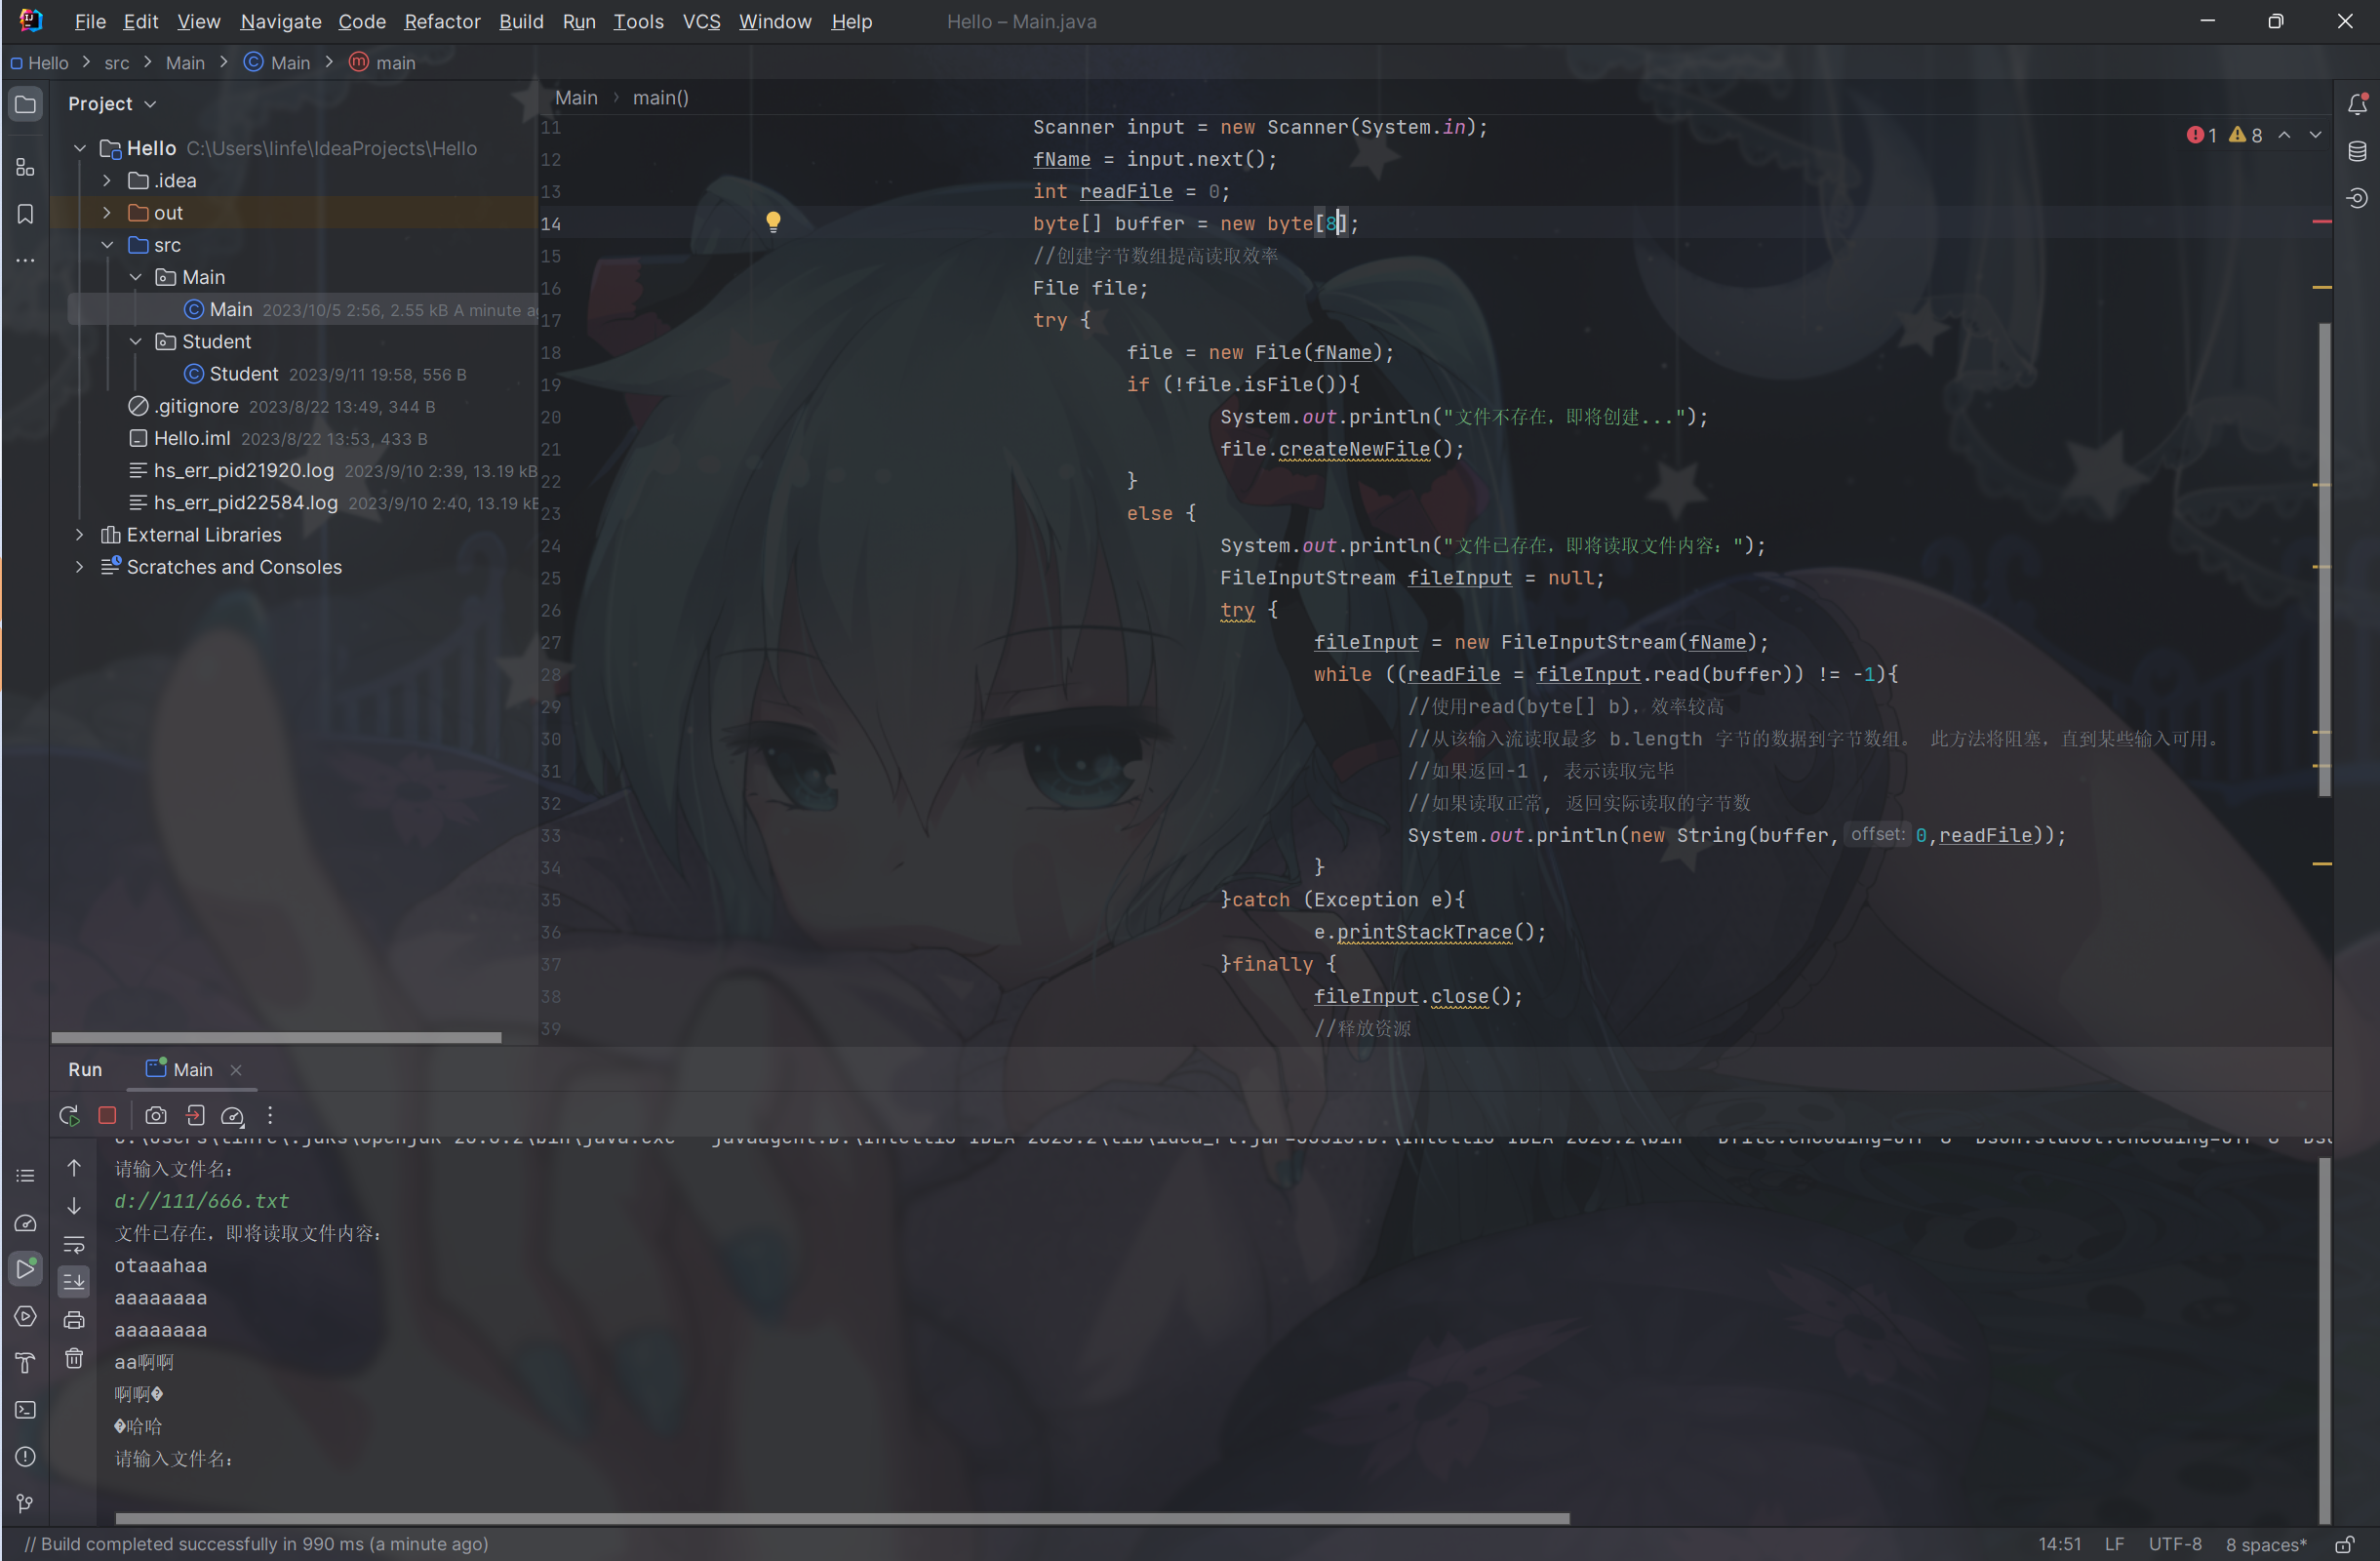 File Edit View Navigate Code Refactor Build Run Tools VCS Window Help Hello – Main.java
Hello > src > Main > Main > main
Project
Hello C:\Users\linfe\IdeaProjects\Hello
.idea
out
src
Main
Main 2023/10/5 2:56, 2.55 kB A minute a
Student
Student 2023/9/11 19:58, 556 B
.gitignore 2023/8/22 13:49, 344 B
Hello.iml 2023/8/22 13:53, 433 B
hs_err_pid21920.log 2023/9/10 2:39, 13.19 kB
hs_err_pid22584.log 2023/9/10 2:40, 13.19 kB
External Libraries
Scratches and Consoles
Main > main()
1 8
11 Scanner input = new Scanner(System.in);
12 fName = input.next();
13 int readFile = 0;
14 byte[] buffer = new byte[8];
15 //创建字节数组提高读取效率
16 File file;
17 try {
18 file = new File(fName);
19 if (!file.isFile()){
20 System.out.println("文件不存在，即将创建...");
21 file.createNewFile();
22 }
23 else {
24 System.out.println("文件已存在，即将读取文件内容：");
25 FileInputStream fileInput = null;
26 try {
27 fileInput = new FileInputStream(fName);
28 while ((readFile = fileInput.read(buffer)) != -1){
29 //使用read(byte[] b)．效率较高
30 //从该输入流读取最多 b.length 字节的数据到字节数组。 此方法将阻塞，直到某些输入可用。
31 //如果返回-1 , 表示读取完毕
32 //如果读取正常, 返回实际读取的字节数
33 System.out.println(new String(buffer, offset: 0,readFile));
34 }
35 }catch (Exception e){
36 e.printStackTrace();
37 }finally {
38 fileInput.close();
39 //释放资源
Run Main
请输入文件名：
d://111/666.txt
文件已存在，即将读取文件内容：
otaaahaa
aaaaaaaa
aaaaaaaa
aa啊啊
啊啊�
�哈哈
请输入文件名：
// Build completed successfully in 990 ms (a minute ago) 14:51 LF UTF-8 8 spaces*